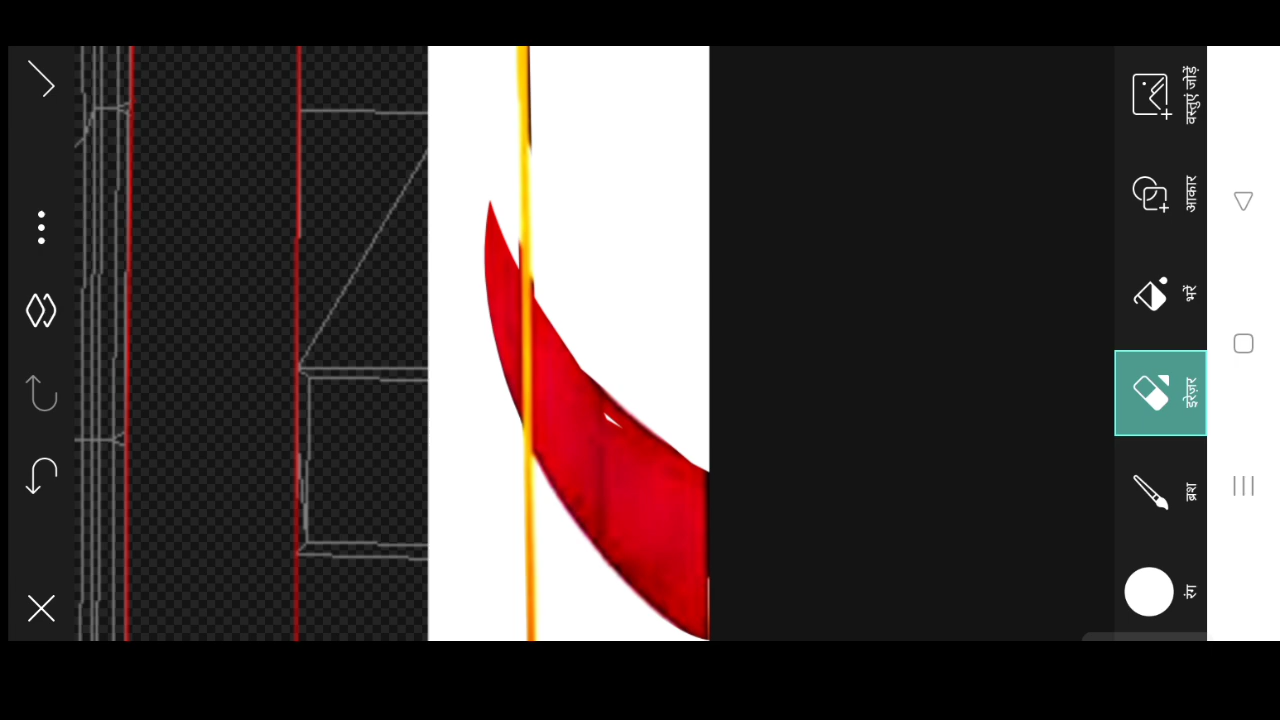 वस्तुएं जोड़ें
आकार
भरें
इरेज़र
ब्रश
रंग